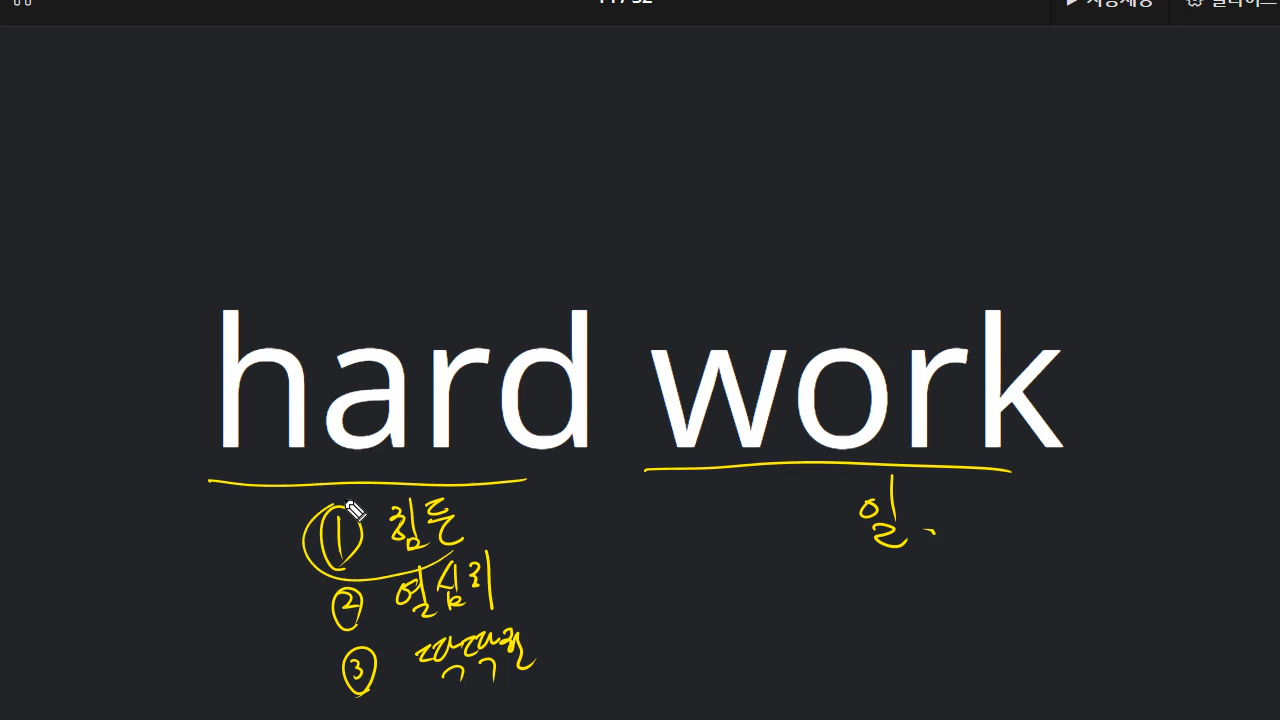 hard work
① 힘든
일.
② 열심히
③ 딱딱한